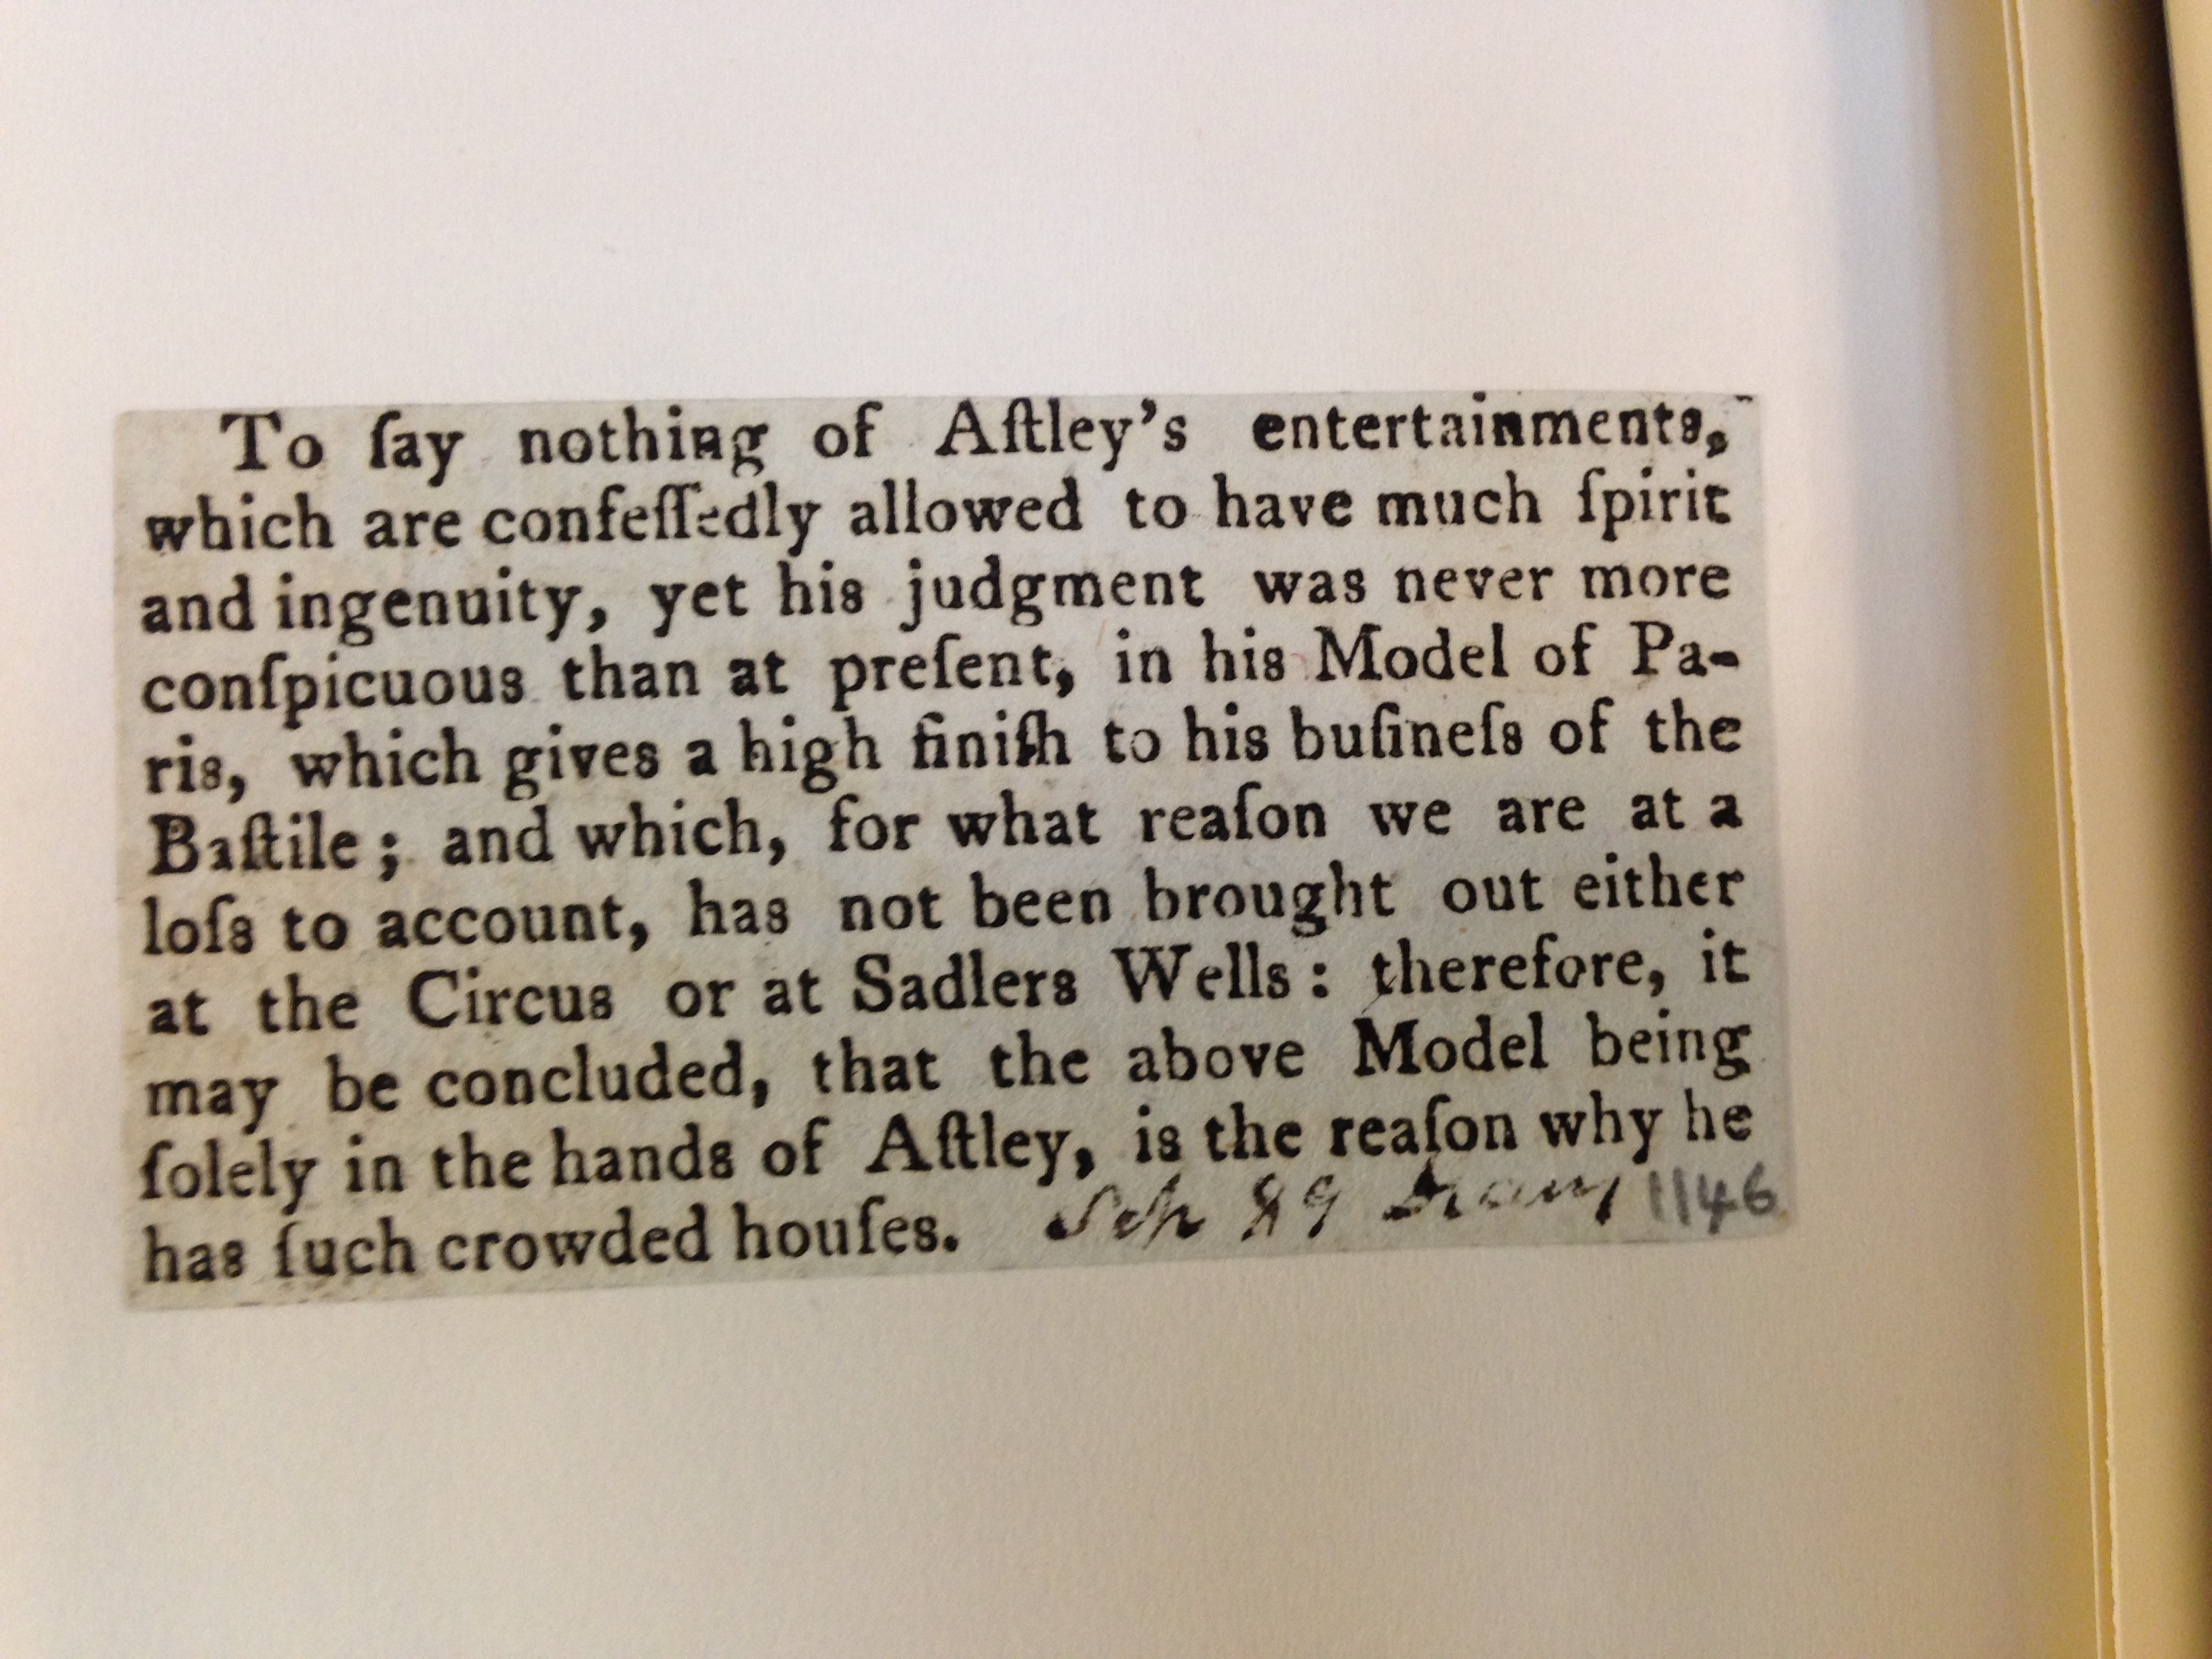 To ſay nothing of Aſtley's entertainments,
which are confeſſedly allowed to have much ſpirit
and ingenuity, yet his judgment was never more
conſpicuous than at preſent, in his Model of Pa-
ris, which gives a high finiſh to his buſineſs of the
Baſtile; and which, for what reaſon we are at a
loſs to account, has not been brought out either
at the Circus or at Sadlers Wells: therefore, it
may be concluded, that the above Model being
ſolely in the hands of Aſtley, is the reaſon why he
has ſuch crowded houſes. Sep 89 1146